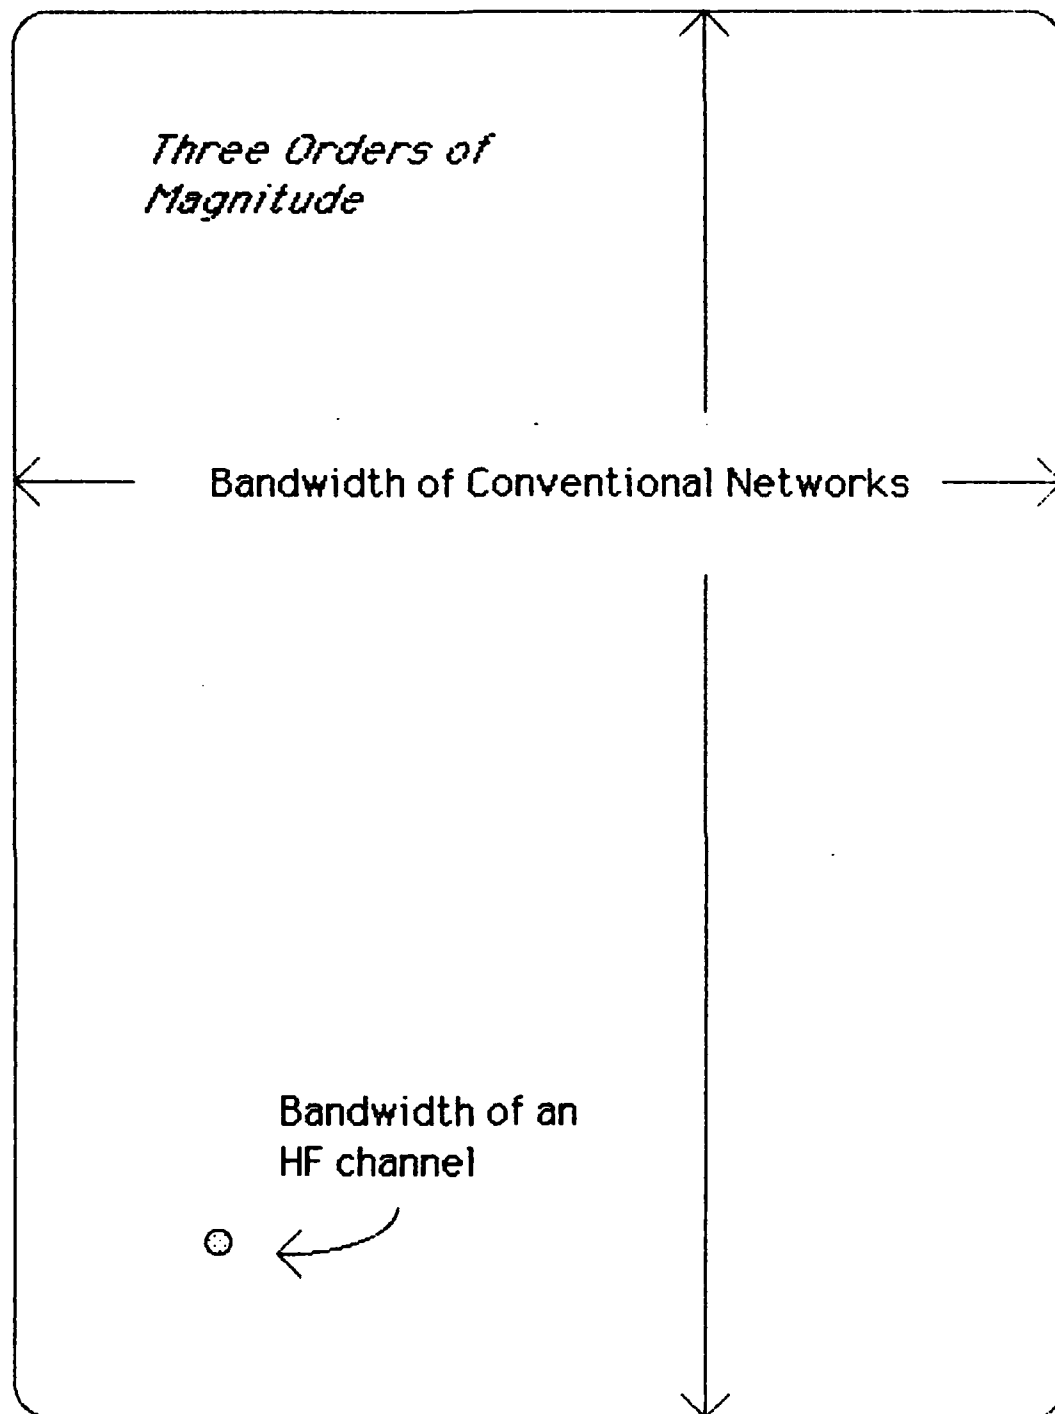 Three Orders of
Magnitude
Bandwidth of Conventional Networks
Bandwidth of an
HF channel